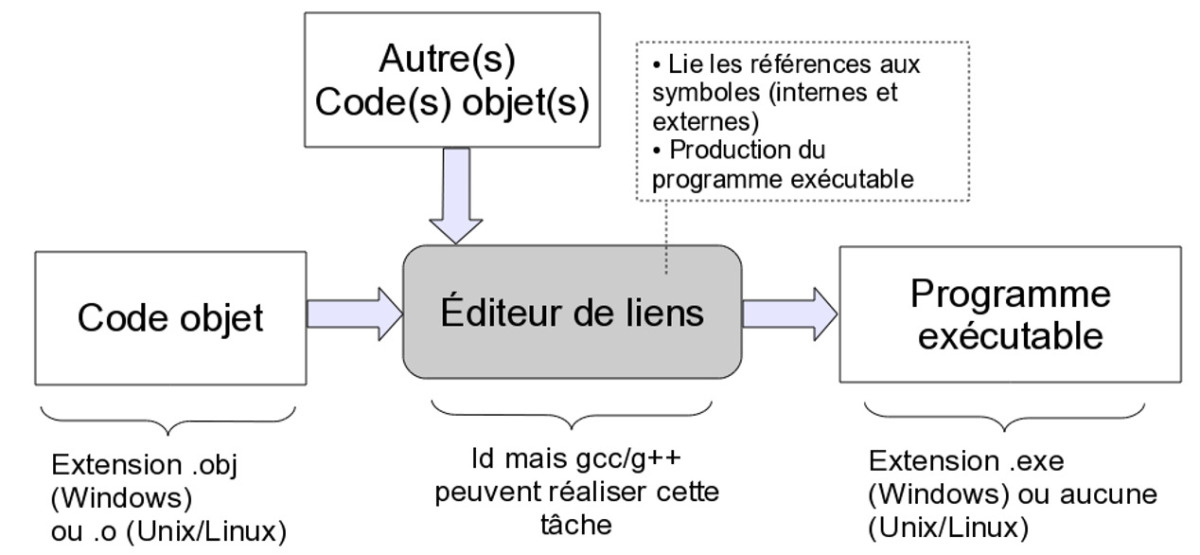 Autre(s)
Code(s) objet(s)
• Lie les références aux
symboles (internes et
externes)
• Production du
programme exécutable
Code objet
Éditeur de liens
Programme
exécutable
Extension .obj
(Windows)
ou .o (Unix/Linux)
ld mais gcc/g++
peuvent réaliser cette
tâche
Extension .exe
(Windows) ou aucune
(Unix/Linux)